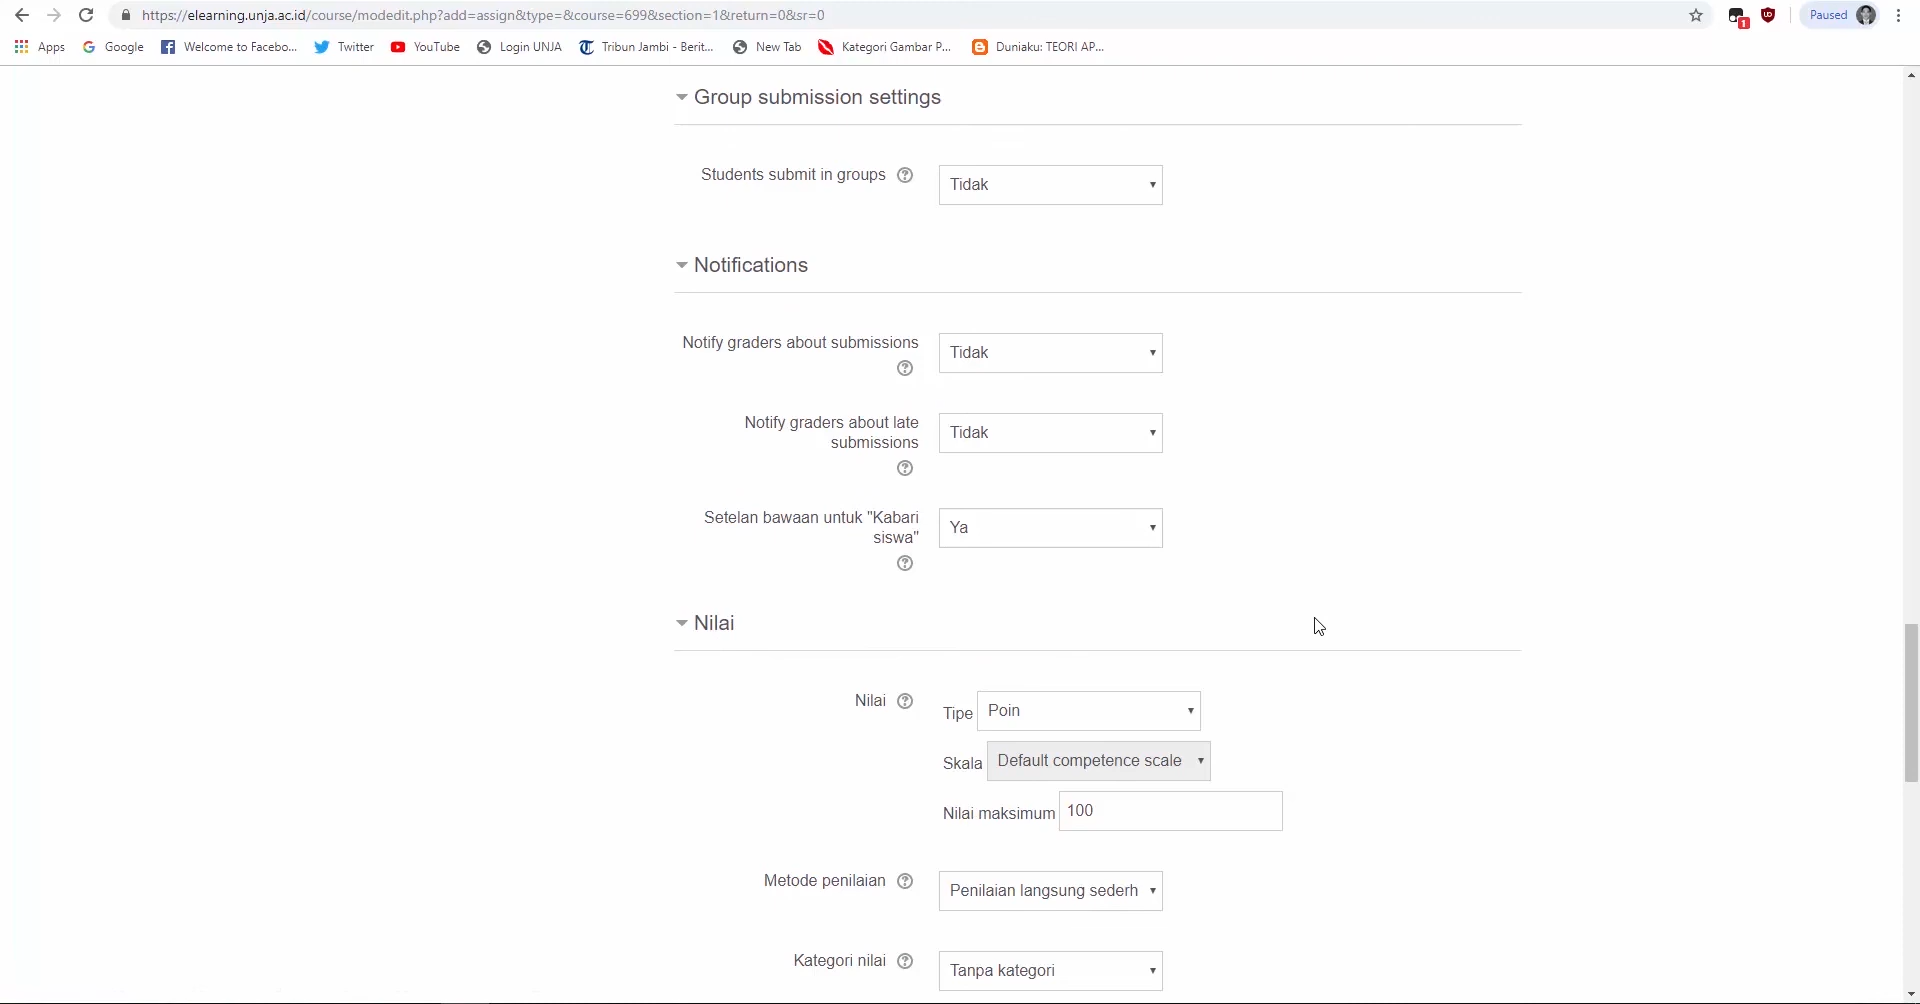 https://elearning.unja.ac.id/course/modedit.php?add=assign&type=&course=699&section=1&return=0&sr=0
1
Paused
Apps
Google
Welcome to Facebo...
Twitter
YouTube
Login UNJA
Tribun Jambi - Berit...
New Tab
Kategori Gambar P...
Duniaku: TEORI AP...
Group submission settings
Students submit in groups
Tidak
Notifications
Notify graders about submissions
Tidak
Notify graders about late
submissions
Tidak
Setelan bawaan untuk "Kabari
siswa"
Ya
Nilai
Nilai
Tipe Poin
Skala Default competence scale
Nilai maksimum 100
Metode penilaian
Penilaian langsung sederh
Kategori nilai
Tanpa kategori